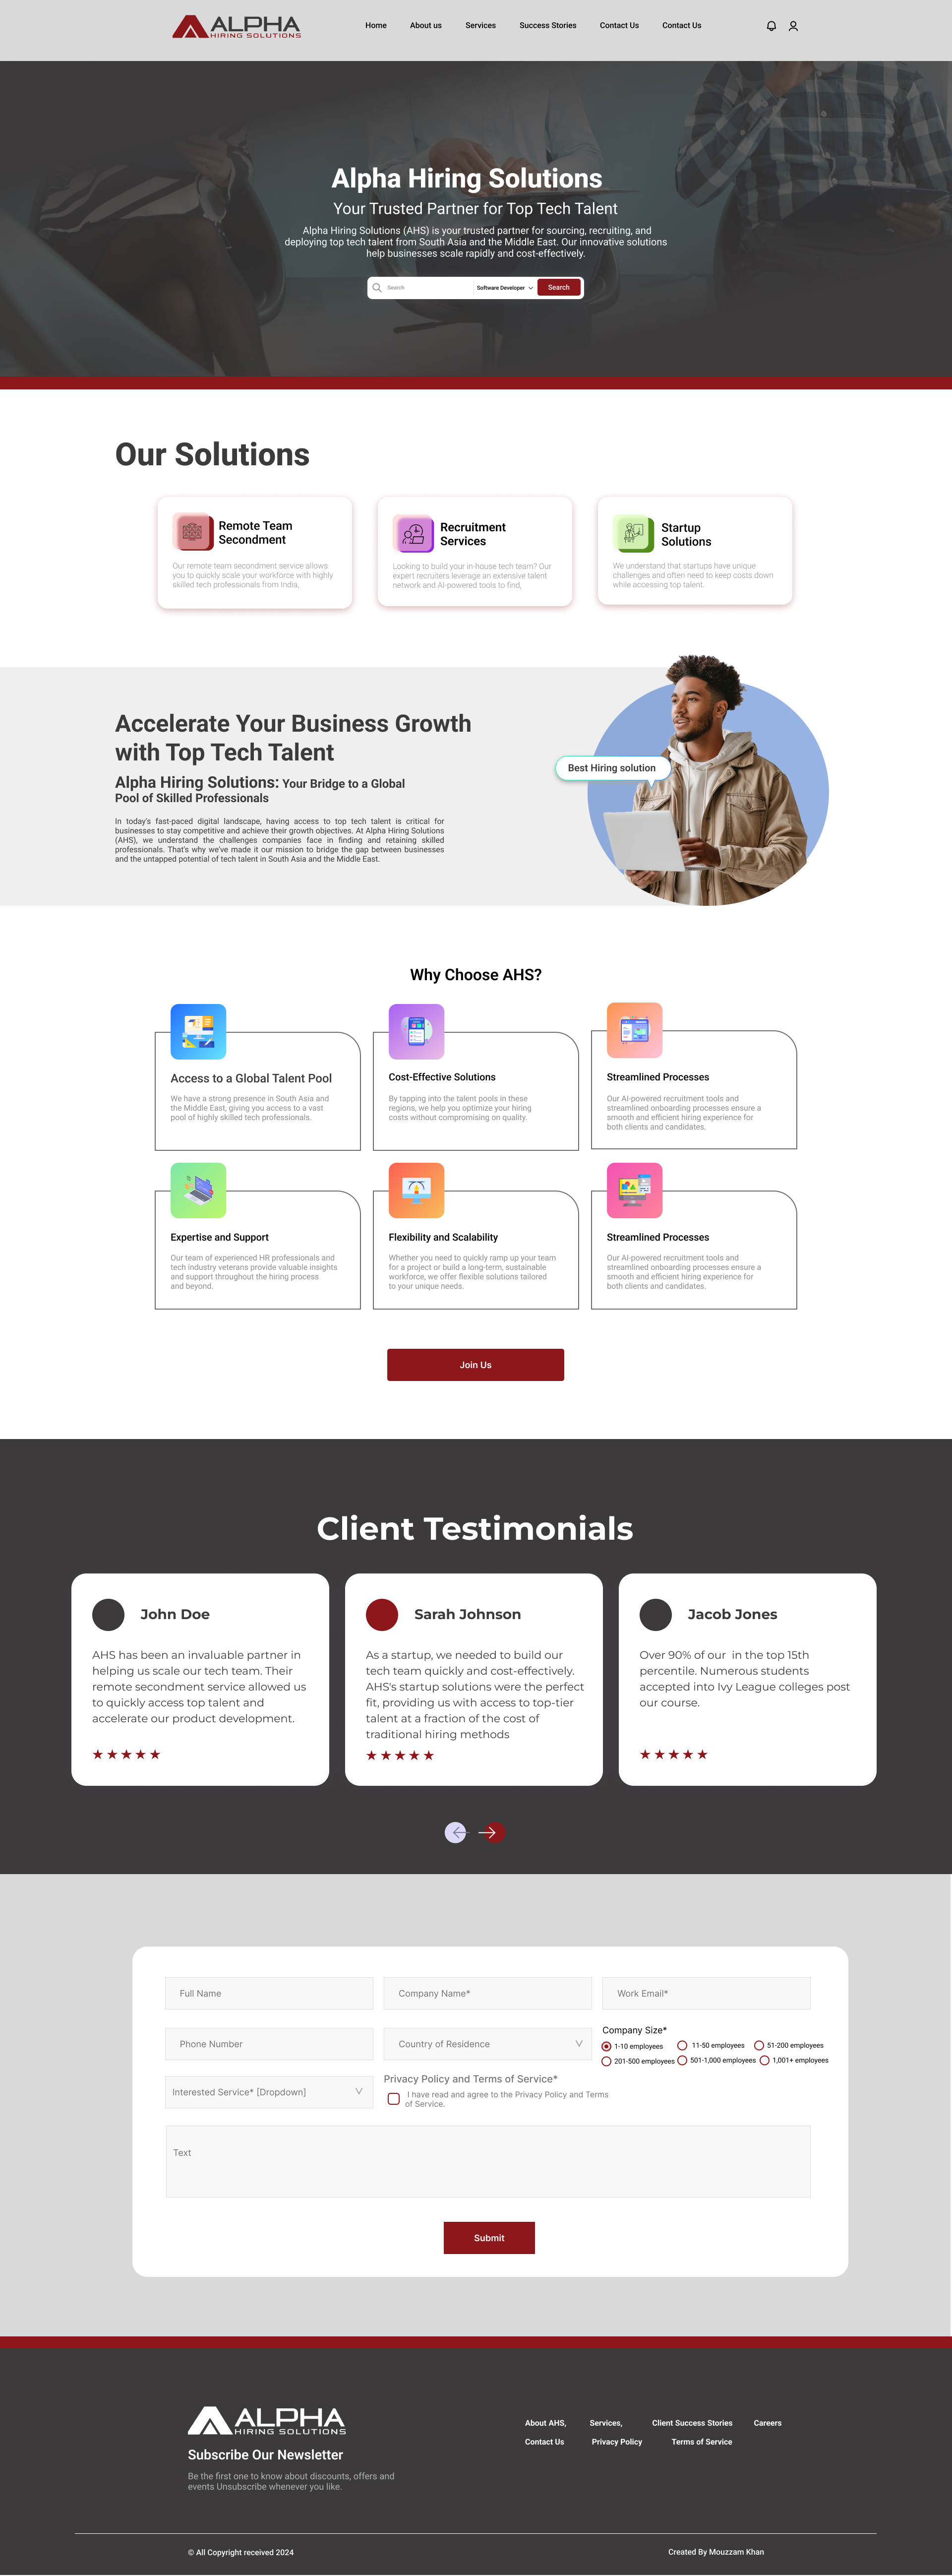 ALPHA
HIRING SOLUTIONS
Home About us Services Success Stories Contact Us Contact Us
Alpha Hiring Solutions
Your Trusted Partner for Top Tech Talent
Alpha Hiring Solutions (AHS) is your trusted partner for sourcing, recruiting, and
deploying top tech talent from South Asia and the Middle East. Our innovative solutions
help businesses scale rapidly and cost-effectively.
Search Software Developer Search
Our Solutions
Remote Team
Secondment
Our remote team secondment service allows
you to quickly scale your workforce with highly
skilled tech professionals from India,
Recruitment
Services
Looking to build your in-house tech team? Our
expert recruiters leverage an extensive talent
network and AI-powered tools to find,
Startup
Solutions
We understand that startups have unique
challenges and often need to keep costs down
while accessing top talent.
Accelerate Your Business Growth
with Top Tech Talent
Alpha Hiring Solutions: Your Bridge to a Global
Pool of Skilled Professionals
In today's fast-paced digital landscape, having access to top tech talent is critical for
businesses to stay competitive and achieve their growth objectives. At Alpha Hiring Solutions
(AHS), we understand the challenges companies face in finding and retaining skilled
professionals. That's why we've made it our mission to bridge the gap between businesses
and the untapped potential of tech talent in South Asia and the Middle East.
Best Hiring solution
Why Choose AHS?
Access to a Global Talent Pool
We have a strong presence in South Asia and
the Middle East, giving you access to a vast
pool of highly skilled tech professionals.
Cost-Effective Solutions
By tapping into the talent pools in these
regions, we help you optimize your hiring
costs without compromising on quality.
Streamlined Processes
Our AI-powered recruitment tools and
streamlined onboarding processes ensure a
smooth and efficient hiring experience for
both clients and candidates.
Expertise and Support
Our team of experienced HR professionals and
tech industry veterans provide valuable insights
and support throughout the hiring process
and beyond.
Flexibility and Scalability
Whether you need to quickly ramp up your team
for a project or build a long-term, sustainable
workforce, we offer flexible solutions tailored
to your unique needs.
Streamlined Processes
Our AI-powered recruitment tools and
streamlined onboarding processes ensure a
smooth and efficient hiring experience for
both clients and candidates.
Join Us
Client Testimonials
John Doe
AHS has been an invaluable partner in
helping us scale our tech team. Their
remote secondment service allowed us
to quickly access top talent and
accelerate our product development.
Sarah Johnson
As a startup, we needed to build our
tech team quickly and cost-effectively.
AHS's startup solutions were the perfect
fit, providing us with access to top-tier
talent at a fraction of the cost of
traditional hiring methods
Jacob Jones
Over 90% of our in the top 15th
percentile. Numerous students
accepted into Ivy League colleges post
our course.
Full Name Company Name* Work Email*
Phone Number Country of Residence
Company Size*
1-10 employees 11-50 employees 51-200 employees
201-500 employees 501-1,000 employees 1,001+ employees
Interested Service* [Dropdown]
Privacy Policy and Terms of Service*
I have read and agree to the Privacy Policy and Terms
of Service.
Text
Submit
ALPHA
HIRING SOLUTIONS
Subscribe Our Newsletter
Be the first one to know about discounts, offers and
events Unsubscribe whenever you like.
About AHS, Services, Client Success Stories Careers
Contact Us Privacy Policy Terms of Service
© All Copyright received 2024
Created By Mouzzam Khan